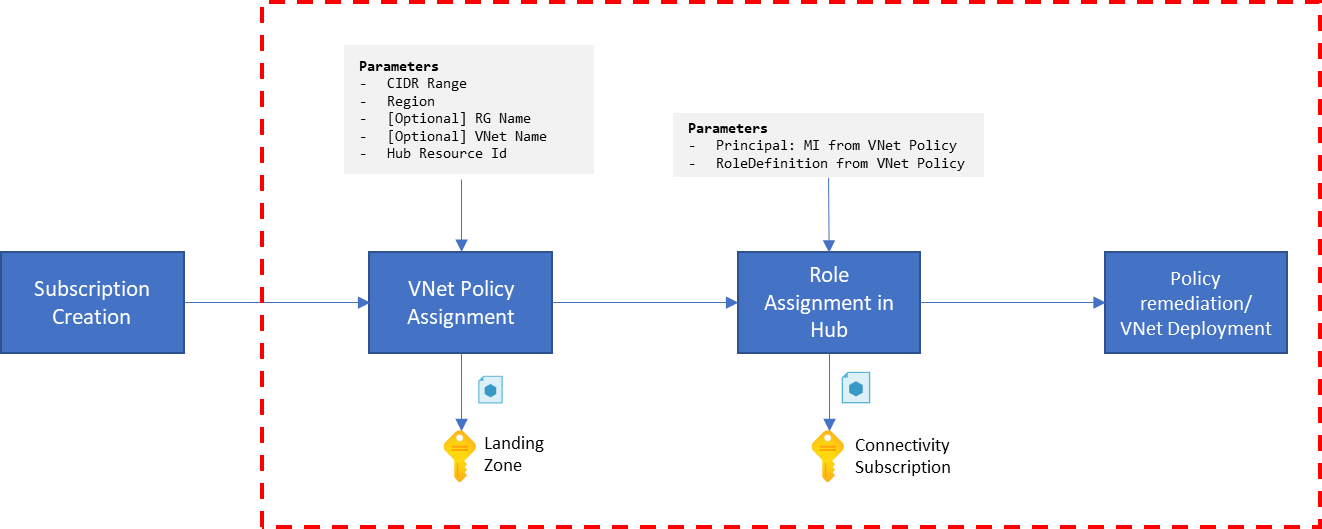 Parameters
- CIDR Range
- Region
- [Optional] RG Name
- [Optional] VNet Name
- Hub Resource Id
Parameters
- Principal: MI from VNet Policy
- RoleDefinition from VNet Policy
Subscription
Creation
VNet Policy
Assignment
Role
Assignment in
Hub
Policy
remediation/
VNet Deployment
Landing
Zone
Connectivity
Subscription